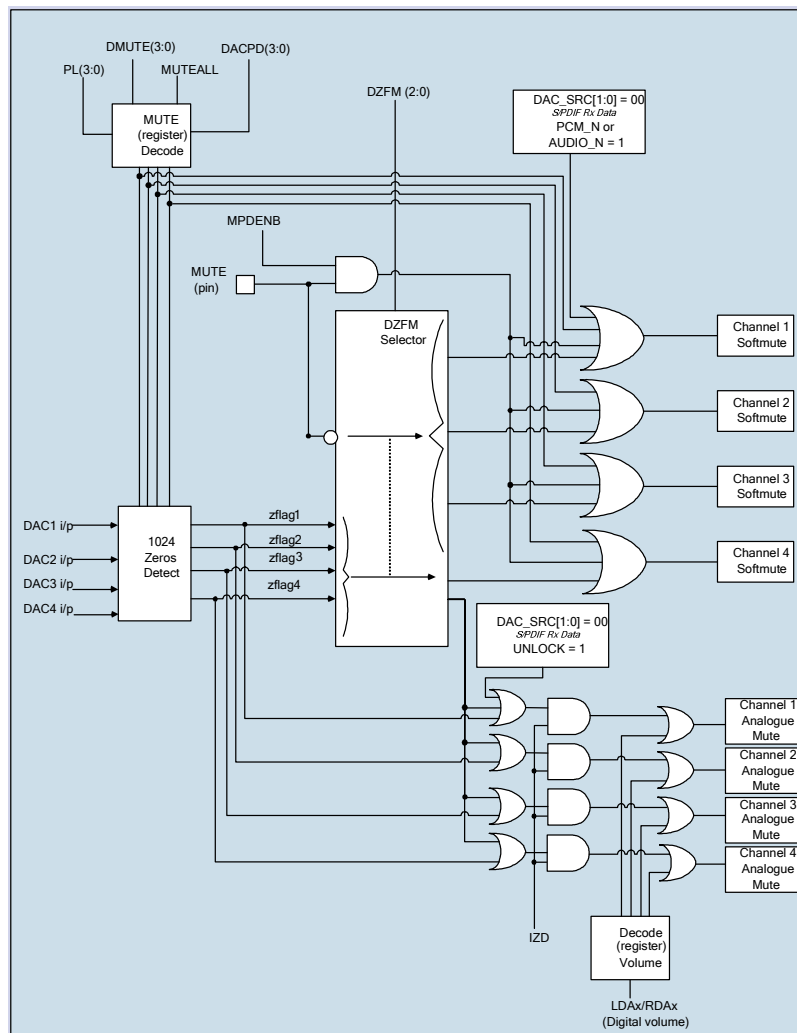 DMUTE(3:0)
DACPD(3:0)
PL(3:0)
MUTEALL
DZFM (2:0)
DAC_SRC[1:0] = 00
S/PDIF Rx Data
PCM_N or
AUDIO_N = 1
MUTE
(register)
Decode
MPDENB
MUTE
(pin)
DZFM
Selector
Channel 1
Softmute
Channel 2
Softmute
Channel 3
Softmute
Channel 4
Softmute
DAC1 i/p
DAC2 i/p
DAC3 i/p
DAC4 i/p
1024
Zeros
Detect
zflag1
zflag2
zflag3
zflag4
DAC_SRC[1:0] = 00
S/PDIF Rx Data
UNLOCK = 1
Channel 1
Analogue
Mute
Channel 2
Analogue
Mute
Channel 3
Analogue
Mute
Channel 4
Analogue
Mute
IZD
Decode
(register)
Volume
LDAx/RDAx
(Digital volume)